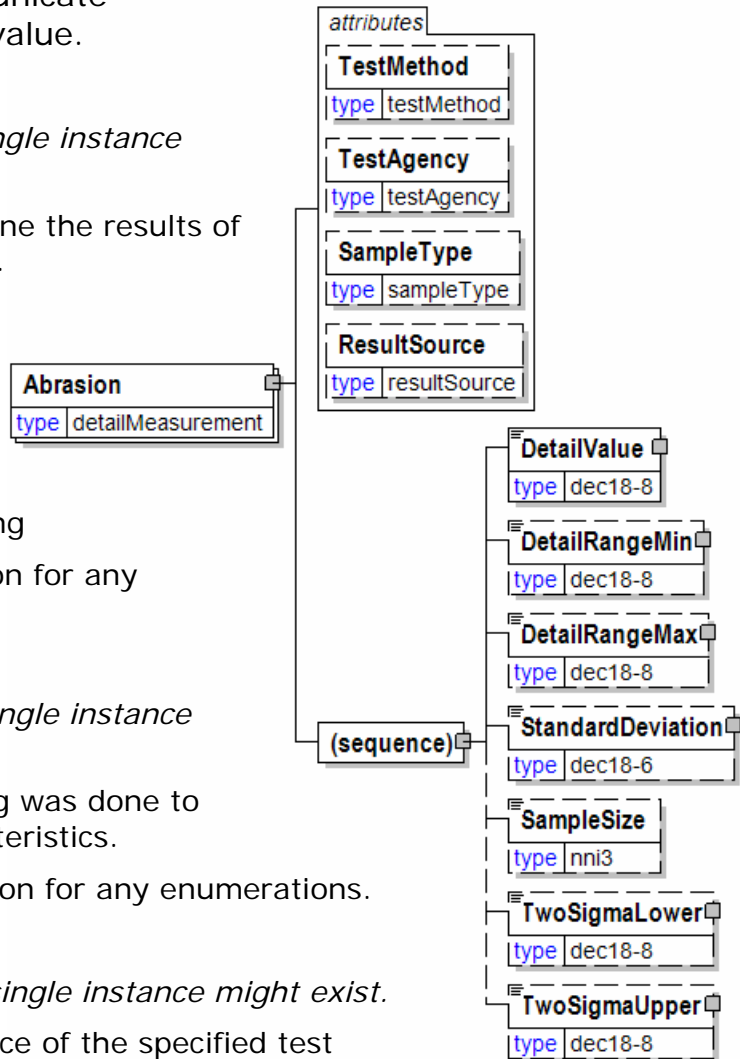 unicate
value.
ngle instance
ne the results of
.
ng
on for any
ngle instance
g was done to
teristics.
on for any enumerations.
single instance might exist.
ce of the specified test
attributes
TestMethod
type testMethod
TestAgency
type testAgency
SampleType
type sampleType
ResultSource
type resultSource
Abrasion
type detailMeasurement
(sequence)
DetailValue
type dec18-8
DetailRangeMin
type dec18-8
DetailRangeMax
type dec18-8
StandardDeviation
type dec18-6
SampleSize
type nni3
TwoSigmaLower
type dec18-8
TwoSigmaUpper
type dec18-8